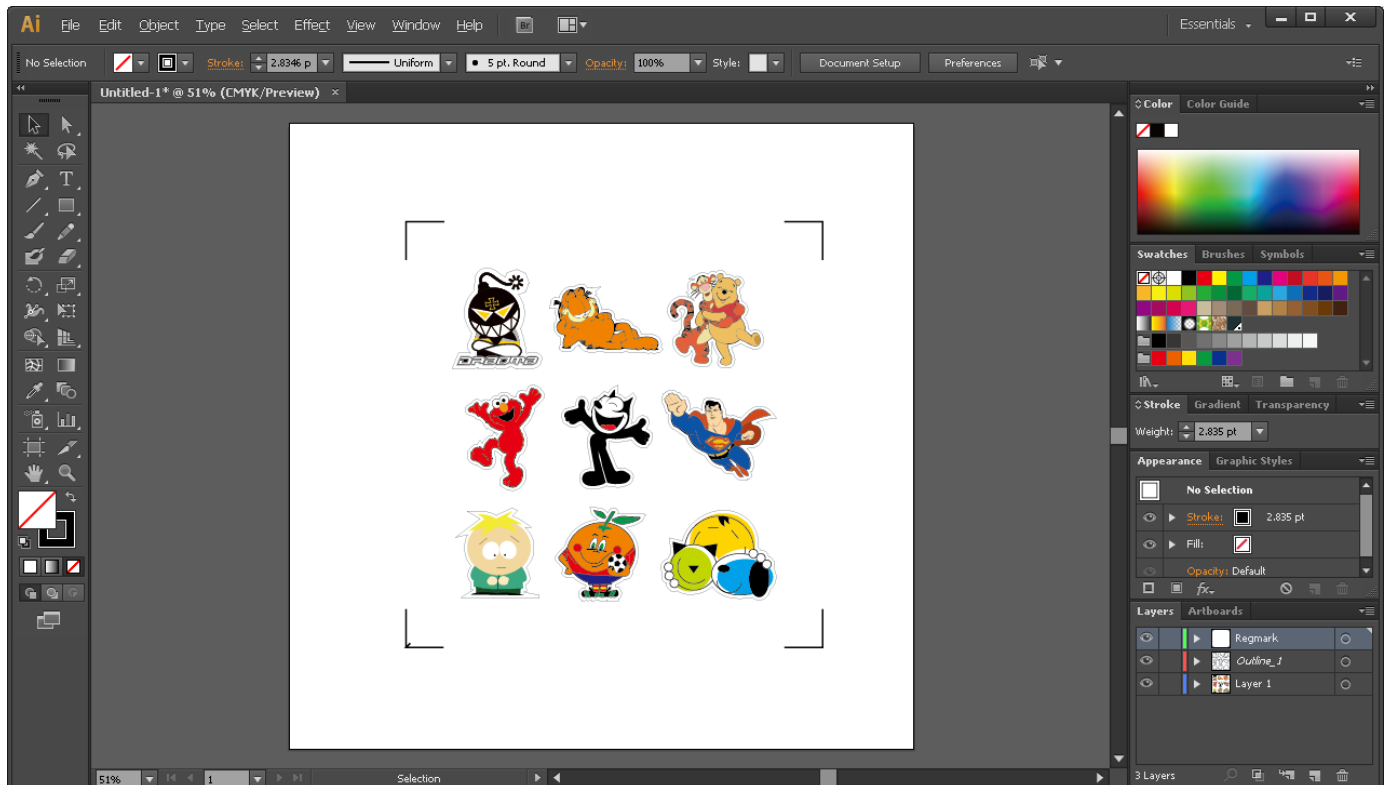 Ai File Edit Object Type Select Effect View Window Help Br Essentials
No Selection Stroke: 2.8346 p Uniform 5 pt. Round Opacity: 100% Style: Document Setup Preferences
Untitled-1* @ 51% (CMYK/Preview) ×
Color Color Guide
Swatches Brushes Symbols
Stroke Gradient Transparency
Weight: 2.835 pt
Appearance Graphic Styles
No Selection
Stroke: 2.835 pt
Fill:
Opacity: Default
fx
Layers Artboards
Regmark
Outline_1
Layer 1
3 Layers
51% 1 Selection